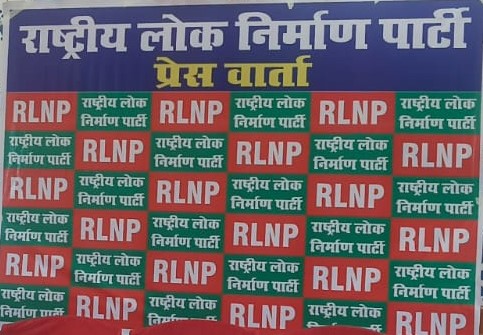 राष्ट्रीय लोक निर्माण पार्टी
प्रेस वार्ता
RLNP राष्ट्रीय लोक निर्माण पार्टी RLNP राष्ट्रीय लोक निर्माण पार्टी RLNP राष्ट्रीय लोक निर्माण पार्टी
राष्ट्रीय लोक निर्माण पार्टी RLNP राष्ट्रीय लोक निर्माण पार्टी RLNP राष्ट्रीय लोक निर्माण पार्टी RLNP
RLNP राष्ट्रीय लोक निर्माण पार्टी RLNP राष्ट्रीय लोक निर्माण पार्टी RLNP राष्ट्रीय लोक निर्माण पार्टी
राष्ट्रीय लोक निर्माण पार्टी RLNP राष्ट्रीय लोक निर्माण पार्टी RLNP राष्ट्रीय लोक निर्माण पार्टी RLNP
RLNP राष्ट्रीय लोक निर्माण पार्टी RLNP राष्ट्रीय लोक निर्माण पार्टी RLNP राष्ट्रीय लोक निर्माण पार्टी
राष्ट्रीय लोक निर्माण पार्टी RLNP राष्ट्रीय लोक निर्माण RLNP राष्ट्रीय लोक निर्माण पार्टी RLNP